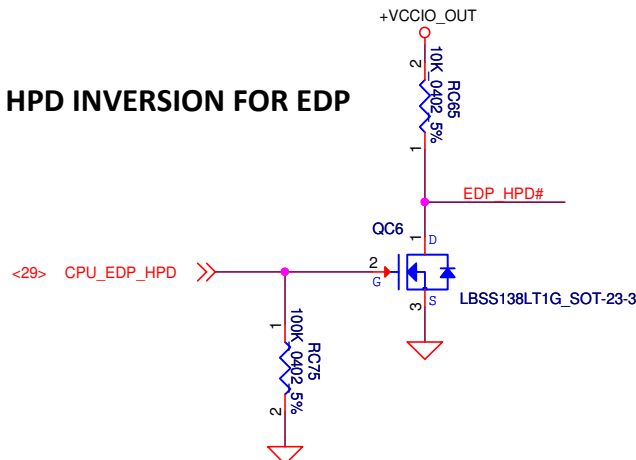 +VCCIO_OUT
2
10K_0402_5%
RC65
1
HPD INVERSION FOR EDP
EDP_HPD#
QC6
1
D
2
G
<29> CPU_EDP_HPD
S
3
LBSS138LT1G_SOT-23-3
1
100K_0402_5%
RC75
2